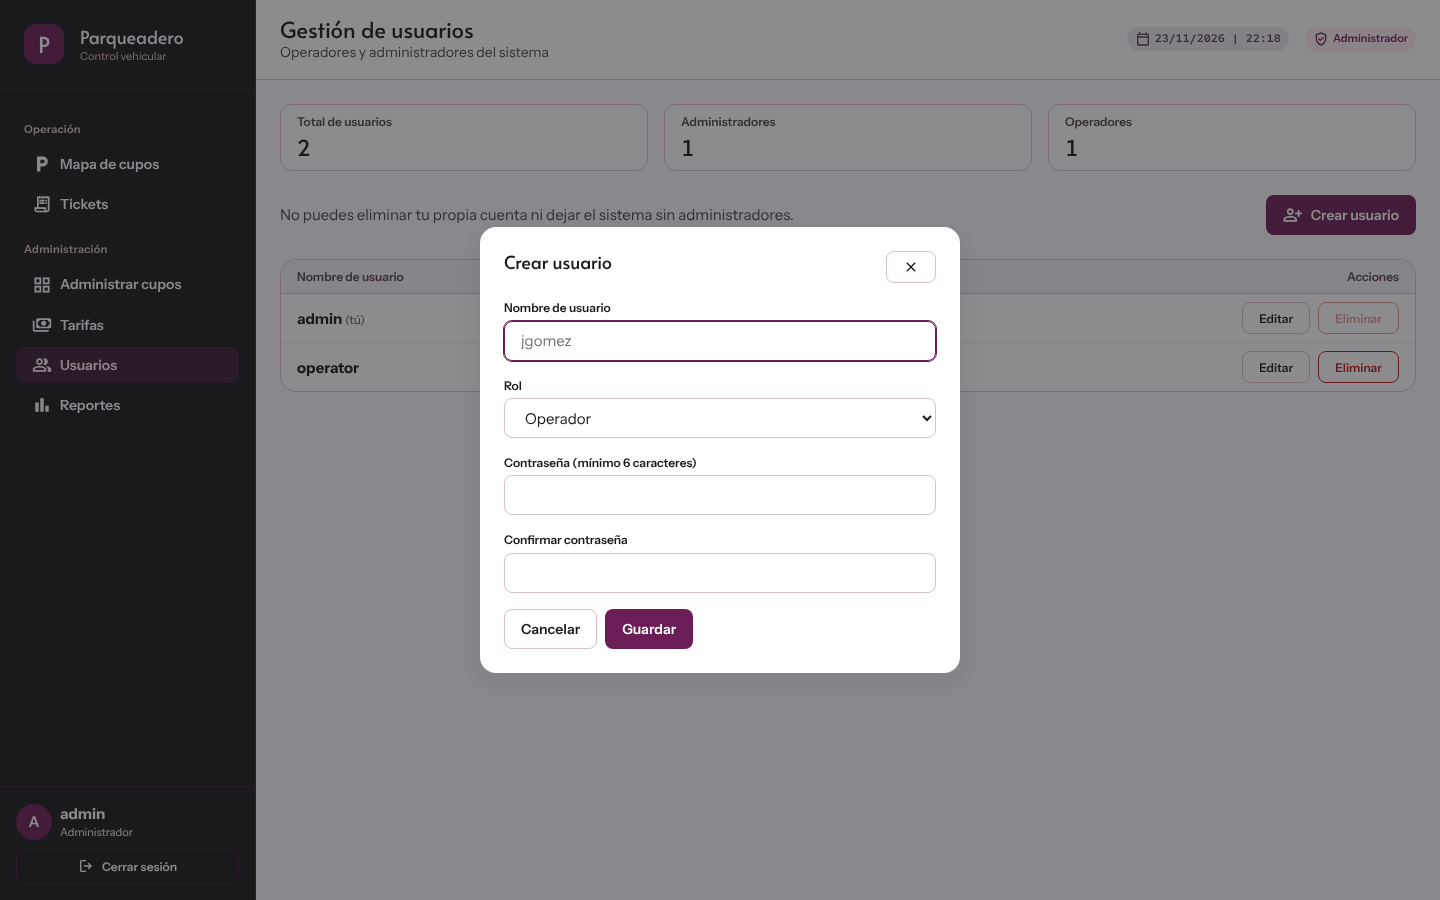 P
Parqueadero
Control vehicular
Operación
Mapa de cupos
Tickets
Administración
Administrar cupos
Tarifas
Usuarios
Reportes
A
admin
Administrador
Cerrar sesión
Gestión de usuarios
Operadores y administradores del sistema
23/11/2026 | 22:18
Administrador
Total de usuarios
2
Administradores
1
Operadores
1
No puedes eliminar tu propia cuenta ni dejar el sistema sin administradores.
Crear usuario
Nombre de usuario
Acciones
admin (tú)
Editar
Eliminar
operator
Editar
Eliminar
Crear usuario
Nombre de usuario
jgomez
Rol
Operador
Contraseña (mínimo 6 caracteres)
Confirmar contraseña
Cancelar
Guardar